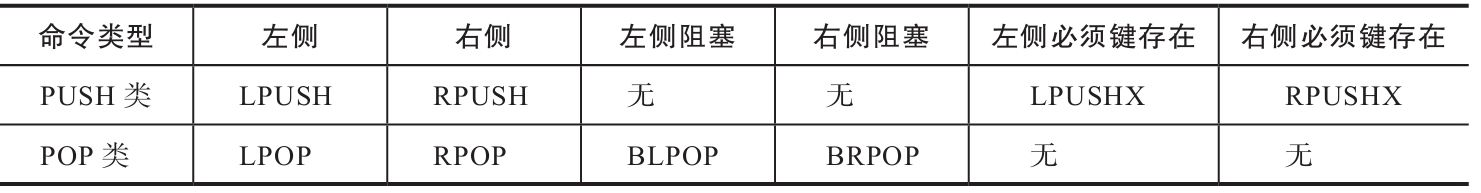 命令类型 左侧 右侧 左侧阻塞 右侧阻塞 左侧必须键存在 右侧必须键存在
PUSH 类 LPUSH RPUSH 无 无 LPUSHX RPUSHX
POP 类 LPOP RPOP BLPOP BRPOP 无 无